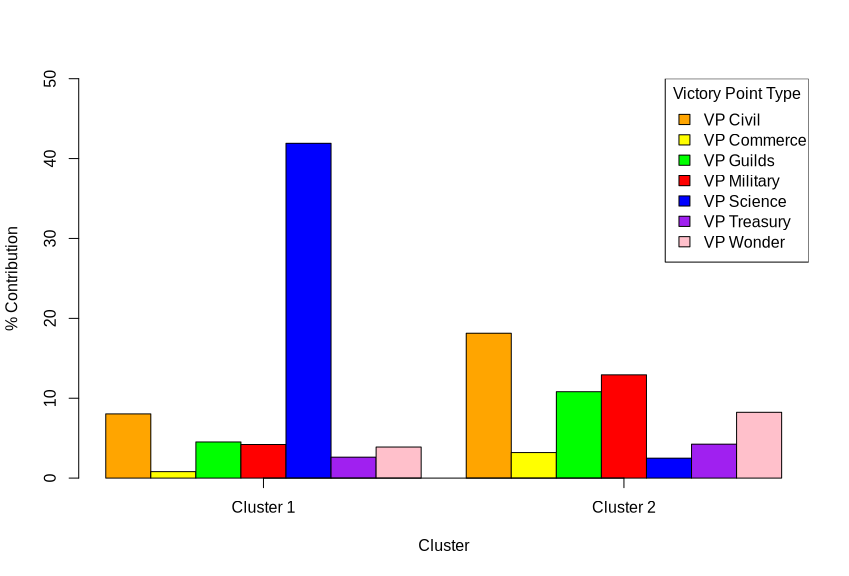 50
40
30
20
10
0
% Contribution
Victory Point Type
VP Civil
VP Commerce
VP Guilds
VP Military
VP Science
VP Treasury
VP Wonder
Cluster 1
Cluster 2
Cluster